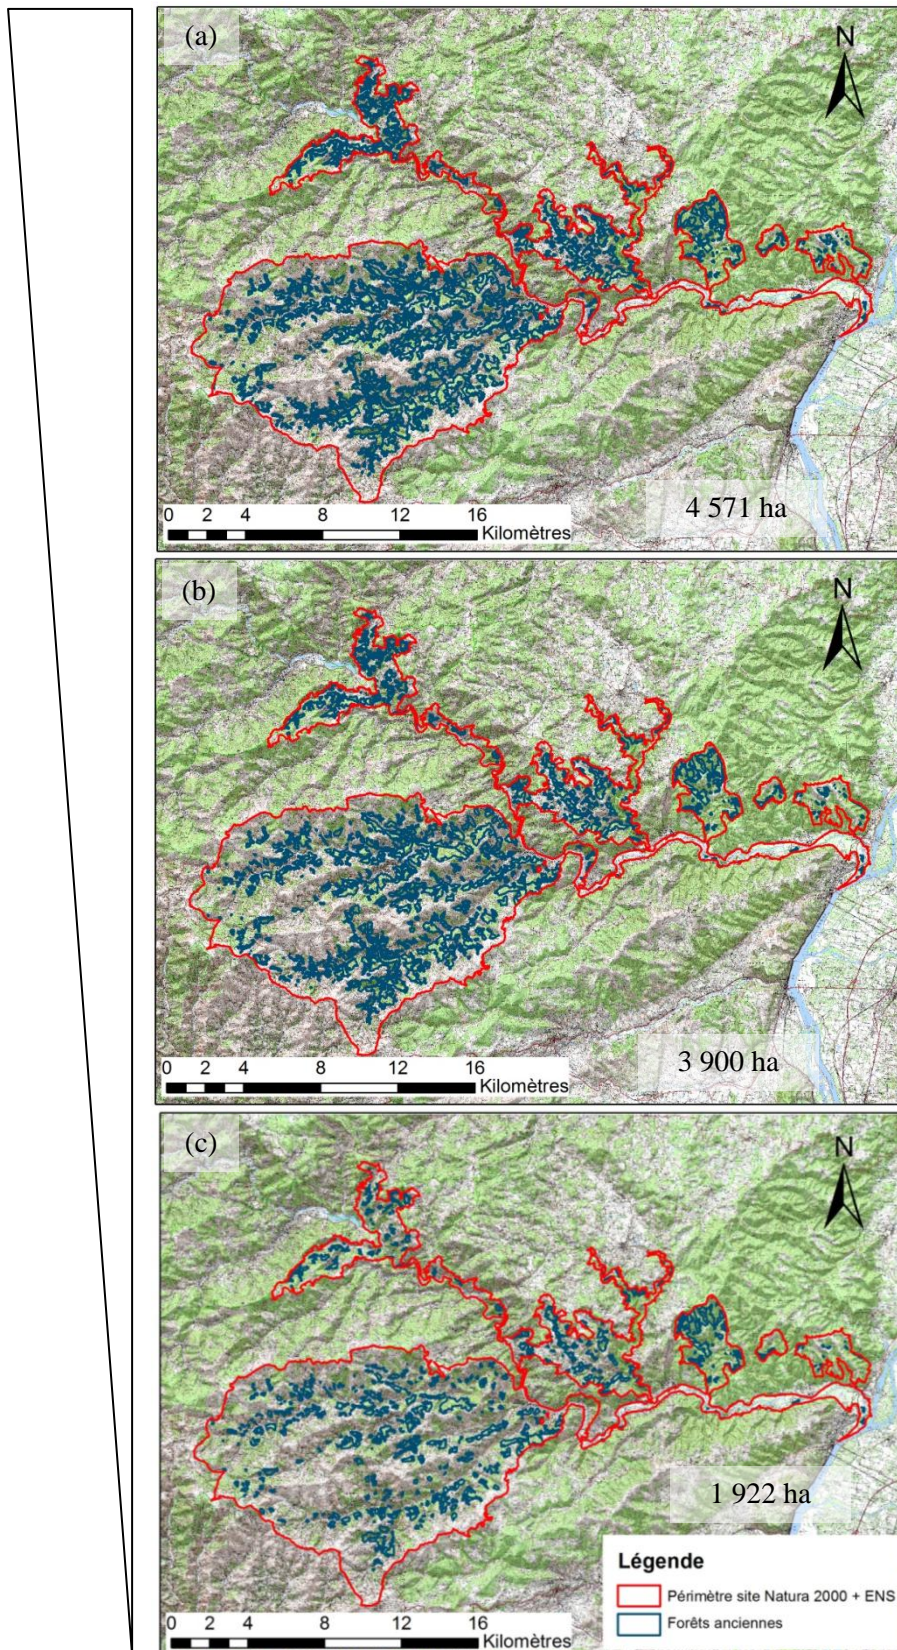 (a)
N
4 571 ha
0 2 4 8 12 16
Kilomètres
(b)
N
3 900 ha
0 2 4 8 12 16
Kilomètres
(c)
N
1 922 ha
0 2 4 8 12 16
Kilomètres
Légende
Périmètre site Natura 2000 + ENS
Forêts anciennes